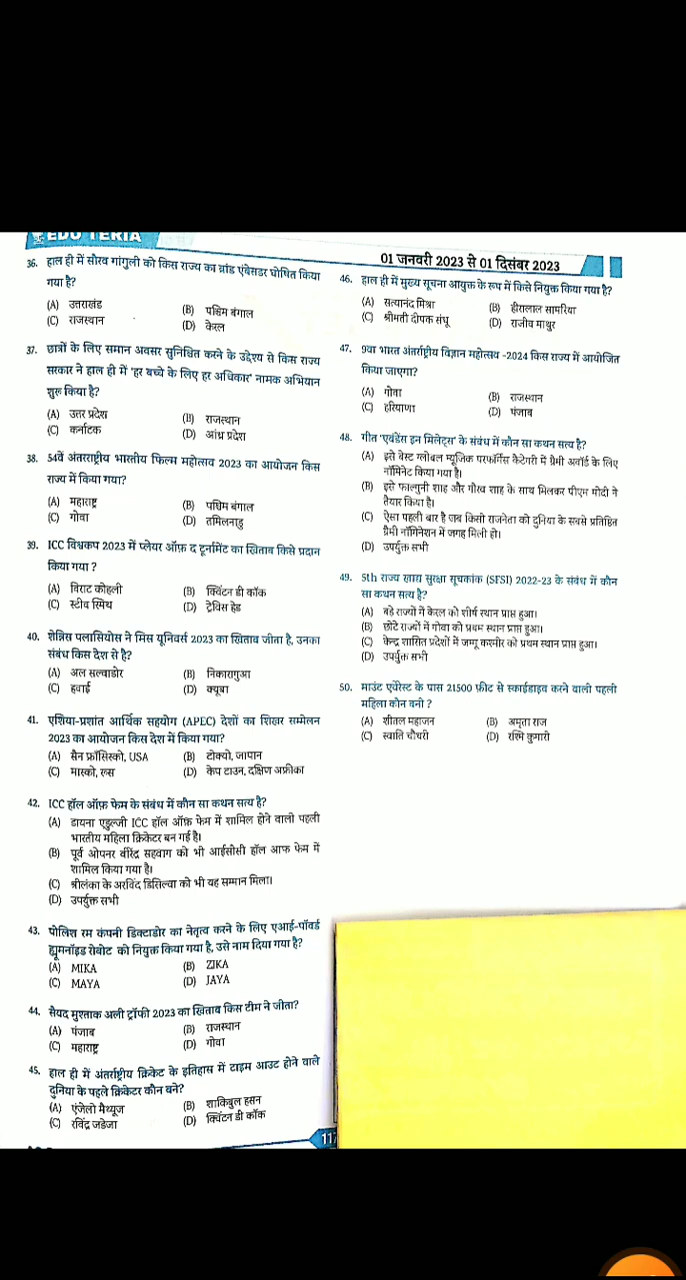 EDU TERIA
01 जनवरी 2023 से 01 दिसंबर 2023
36. हाल ही में सौरव गांगुली को किस राज्य का ब्रांड एंबेसडर घोषित किया
गया है?
(A) उत्तराखंड (B) पश्चिम बंगाल
(C) राजस्थान (D) केरल
37. छात्रों के लिए समान अवसर सुनिश्चित करने के उद्देश्य से किस राज्य
सरकार ने हाल ही में 'हर बच्चे के लिए हर अधिकार' नामक अभियान
शुरू किया है?
(A) उत्तर प्रदेश (B) राजस्थान
(C) कर्नाटक (D) आंध्र प्रदेश
38. 54वें अंतरराष्ट्रीय भारतीय फिल्म महोत्सव 2023 का आयोजन किस
राज्य में किया गया?
(A) महाराष्ट्र (B) पश्चिम बंगाल
(C) गोवा (D) तमिलनाडु
39. ICC विश्वकप 2023 में प्लेयर ऑफ़ द टूर्नामेंट का खिताब किसे प्रदान
किया गया ?
(A) विराट कोहली (B) क्विंटन डी कॉक
(C) स्टीव स्मिथ (D) ट्रेविस हेड
40. शेन्निस पलासियोस ने मिस यूनिवर्स 2023 का खिताब जीता है, उनका
संबंध किस देश से है?
(A) अल सल्वाडोर (B) निकारागुआ
(C) हवाई (D) क्यूबा
41. एशिया-प्रशांत आर्थिक सहयोग (APEC) देशों का शिखर सम्मेलन
2023 का आयोजन किस देश में किया गया?
(A) सैन फ्रॉंसिस्को, USA (B) टोक्यो, जापान
(C) मास्को, रूस (D) केप टाउन, दक्षिण अफ्रीका
42. ICC हॉल ऑफ़ फेम के संबंध में कौन सा कथन सत्य है?
(A) डायना एडुल्जी ICC हॉल ऑफ़ फेम में शामिल होने वाली पहली
भारतीय महिला क्रिकेटर बन गई है।
(B) पूर्व ओपनर वीरेंद्र सहवाग को भी आईसीसी हॉल आफ फेम में
शामिल किया गया है।
(C) श्रीलंका के अरविंद डिसिल्वा को भी यह सम्मान मिला।
(D) उपर्युक्त सभी
43. पोलिश रम कंपनी डिक्टाडोर का नेतृत्व करने के लिए एआई-पॉवर्ड
ह्यूमनॉइड रोबोट को नियुक्त किया गया है, उसे नाम दिया गया है?
(A) MIKA (B) ZIKA
(C) MAYA (D) JAYA
44. सैयद मुश्ताक अली ट्रॉफी 2023 का खिताब किस टीम ने जीता?
(A) पंजाब (B) राजस्थान
(C) महाराष्ट्र (D) गोवा
45. हाल ही में अंतर्राष्ट्रीय क्रिकेट के इतिहास में टाइम आउट होने वाले
दुनिया के पहले क्रिकेटर कौन बने?
(A) एंजेलो मैथ्यूज (B) शाकिबुल हसन
(C) रविंद्र जडेजा (D) क्विंटन डी कॉक
46. हाल ही में मुख्य सूचना आयुक्त के रूप में किसे नियुक्त किया गया है?
(A) सत्यानंद मिश्रा (B) हीरालाल सामरिया
(C) श्रीमती दीपक संधू (D) राजीव माथुर
47. 9वां भारत अंतर्राष्ट्रीय विज्ञान महोत्सव -2024 किस राज्य में आयोजित
किया जाएगा?
(A) गोवा (B) राजस्थान
(C) हरियाणा (D) पंजाब
48. गीत 'एबंडेंस इन मिलेट्स' के संबंध में कौन सा कथन सत्य है?
(A) इसे बेस्ट ग्लोबल म्यूजिक परफॉर्मेंस कैटेगरी में ग्रैमी अवॉर्ड के लिए
नॉमिनेट किया गया है।
(B) इसे फाल्गुनी शाह और गौरव शाह के साथ मिलकर पीएम मोदी ने
तैयार किया है।
(C) ऐसा पहली बार है जब किसी राजनेता को दुनिया के सबसे प्रतिष्ठित
ग्रैमी नॉमिनेशन में जगह मिली हो।
(D) उपर्युक्त सभी
49. 5th राज्य खाद्य सुरक्षा सूचकांक (SFSI) 2022-23 के संबंध में कौन
सा कथन सत्य है?
(A) बड़े राज्यों में केरल को शीर्ष स्थान प्राप्त हुआ।
(B) छोटे राज्यों में गोवा को प्रथम स्थान प्राप्त हुआ।
(C) केन्द्र शासित प्रदेशों में जम्मू कश्मीर को प्रथम स्थान प्राप्त हुआ।
(D) उपर्युक्त सभी
50. माउंट एवेरेस्ट के पास 21500 फ़ीट से स्काईडाइव करने वाली पहली
महिला कौन बनी ?
(A) शीतल महाजन (B) अमृता राज
(C) स्वाति चौधरी (D) रश्मि कुमारी
117